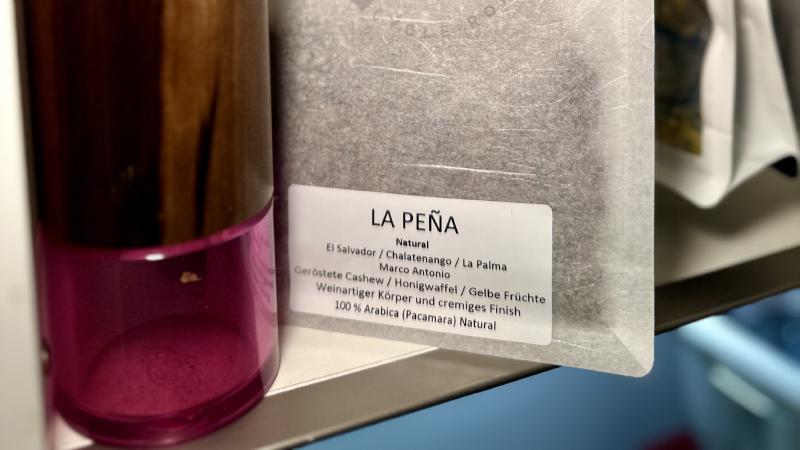 LA PEÑA
Natural
El Salvador / Chalatenango / La Palma
Marco Antonio
Geröstete Cashew / Honigwaffel / Gelbe Früchte
Weinartiger Körper und cremiges Finish
100 % Arabica (Pacamara) Natural